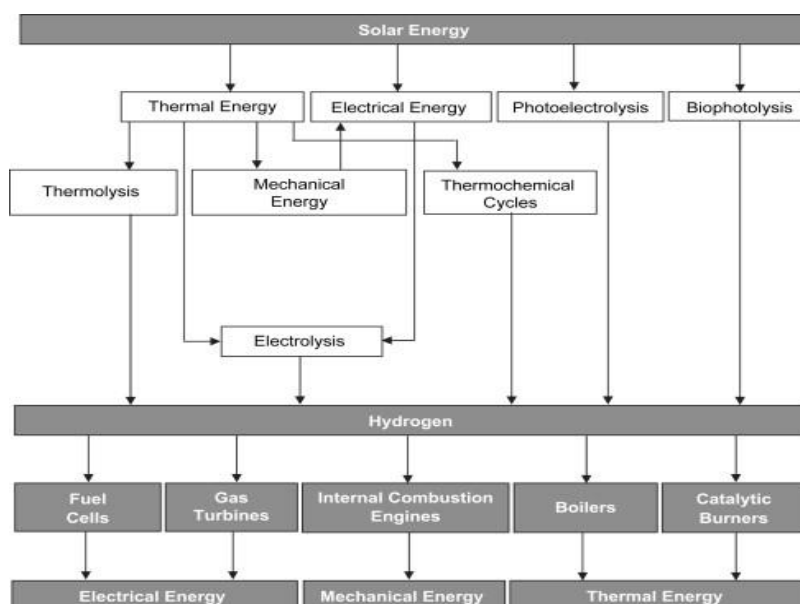 Solar Energy
Thermal Energy
Electrical Energy
Photoelectrolysis
Biophotolysis
Thermolysis
Mechanical
Energy
Thermochemical
Cycles
Electrolysis
Hydrogen
Fuel
Cells
Gas
Turbines
Internal Combustion
Engines
Boilers
Catalytic
Burners
Electrical Energy
Mechanical Energy
Thermal Energy